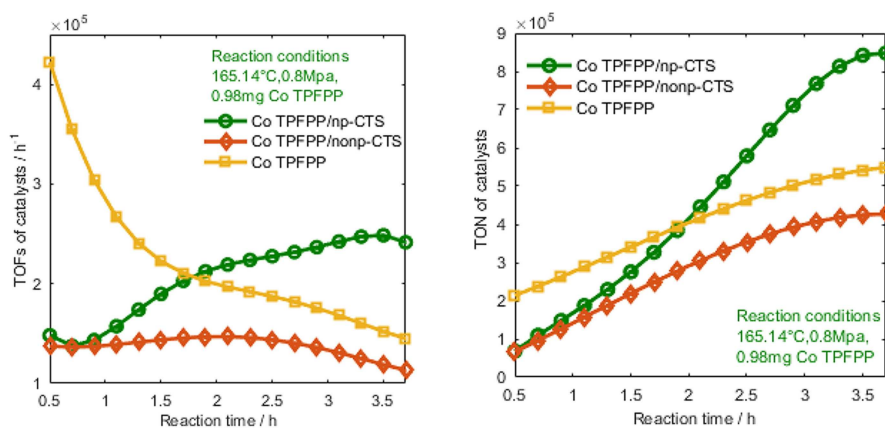 ×10⁵
4
3
2
1
TOFs of catalysts / h⁻¹
Reaction conditions
165.14°C,0.8Mpa,
0.98mg Co TPFPP
Co TPFPP/np-CTS
Co TPFPP/nonp-CTS
Co TPFPP
0.5 1 1.5 2 2.5 3 3.5
Reaction time / h
×10⁵
9
8
7
6
5
4
3
2
1
0
TON of catalysts
Co TPFPP/np-CTS
Co TPFPP/nonp-CTS
Co TPFPP
Reaction conditions
165.14°C,0.8Mpa,
0.98mg Co TPFPP
0.5 1 1.5 2 2.5 3 3.5
Reaction time / h